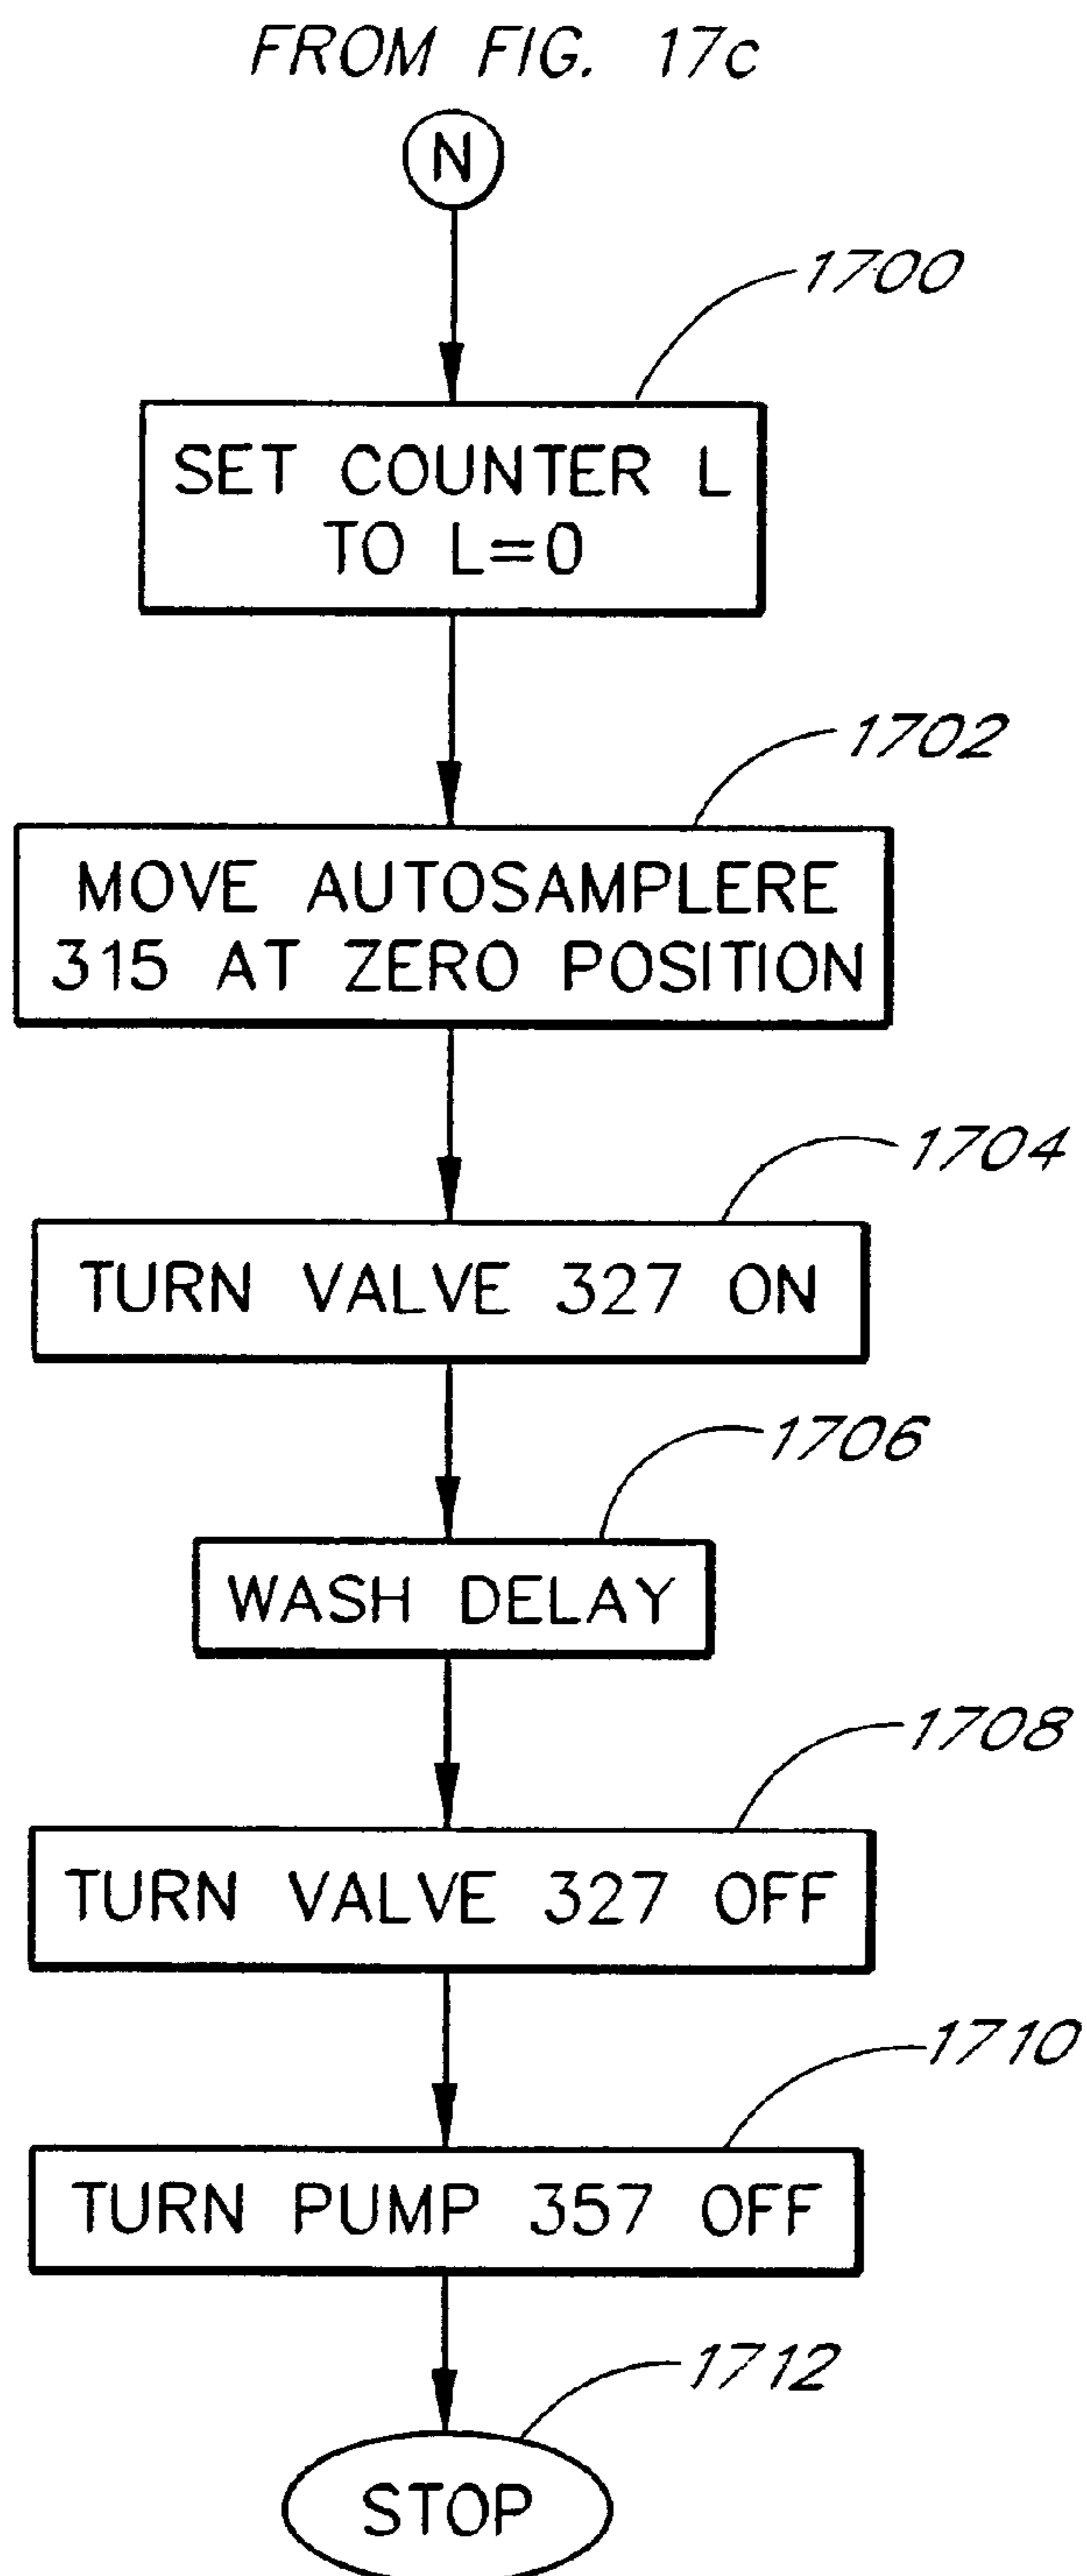 FROM FIG. 17c
N
1700
SET COUNTER L
TO L=0
1702
MOVE AUTOSAMPLERE
315 AT ZERO POSITION
1704
TURN VALVE 327 ON
1706
WASH DELAY
1708
TURN VALVE 327 OFF
1710
TURN PUMP 357 OFF
1712
STOP